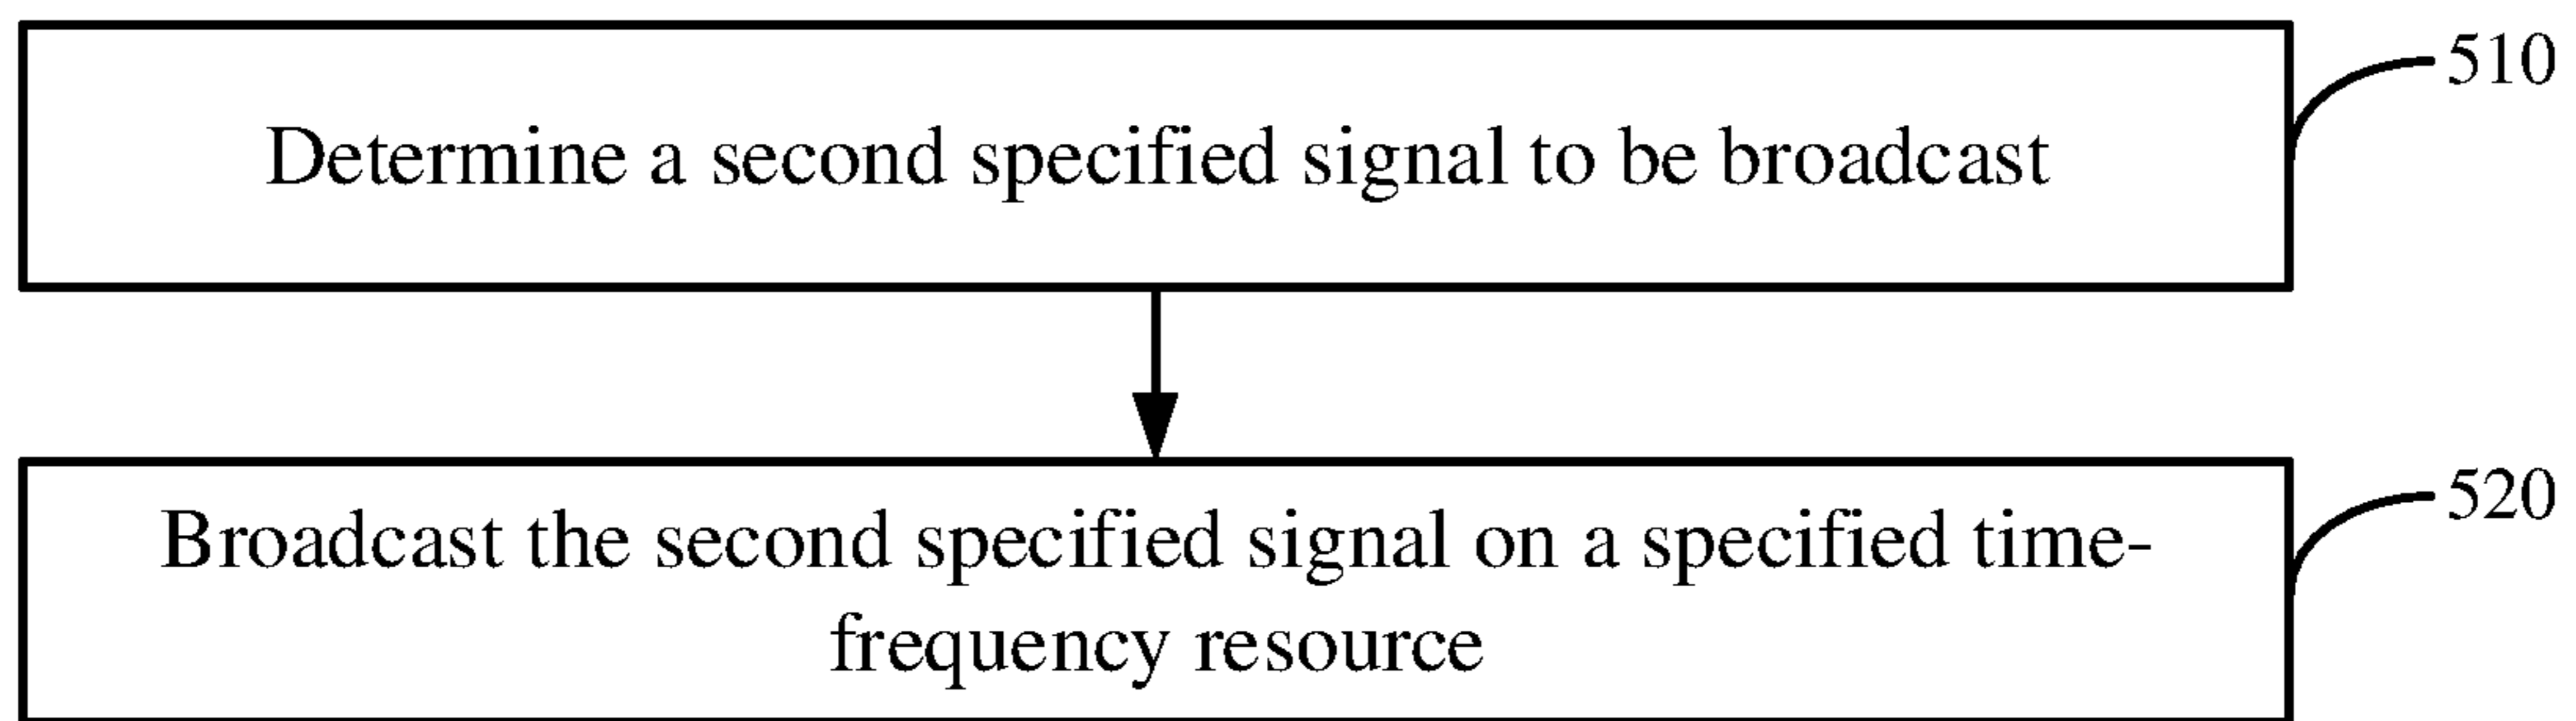 510
Determine a second specified signal to be broadcast
520
Broadcast the second specified signal on a specified time-
frequency resource